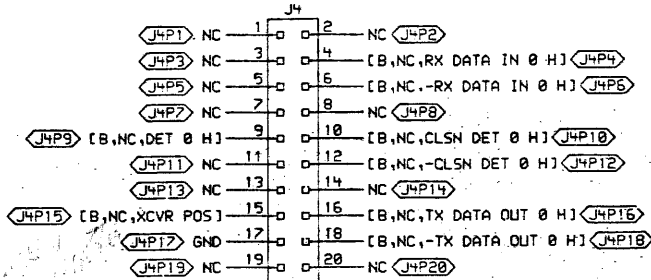 J4
J4P1 NC 1 2 NC J4P2
J4P3 NC 3 4 [B,NC,RX DATA IN 0 H] J4P4
J4P5 NC 5 6 [B,NC,-RX DATA IN 0 H] J4P6
J4P7 NC 7 8 NC J4P8
J4P9 [B,NC,DET 0 H] 9 10 [B,NC,CLSN DET 0 H] J4P10
J4P11 NC 11 12 [B,NC,-CLSN DET 0 H] J4P12
J4P13 NC 13 14 NC J4P14
J4P15 [B,NC,XCVR POS] 15 16 [B,NC,TX DATA OUT 0 H] J4P16
J4P17 GND 17 18 [B,NC,-TX DATA OUT 0 H] J4P18
J4P19 NC 19 20 NC J4P20